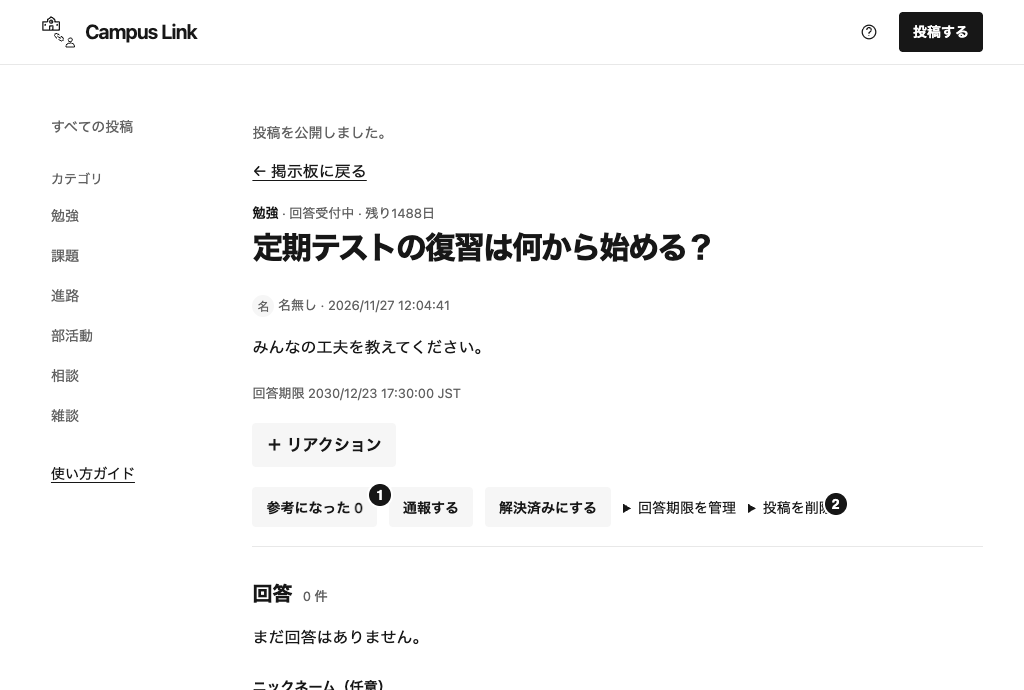 Campus Link
?
投稿する
すべての投稿
カテゴリ
勉強
課題
進路
部活動
相談
雑談
使い方ガイド
投稿を公開しました。
← 掲示板に戻る
勉強 · 回答受付中 · 残り1488日
定期テストの復習は何から始める？
名 名無し · 2026/11/27 12:04:41
みんなの工夫を教えてください。
回答期限 2030/12/23 17:30:00 JST
＋ リアクション
参考になった 0 1 通報する 解決済みにする ▶ 回答期限を管理 ▶ 投稿を削除 2
回答 0 件
まだ回答はありません。
ニックネーム（任意）